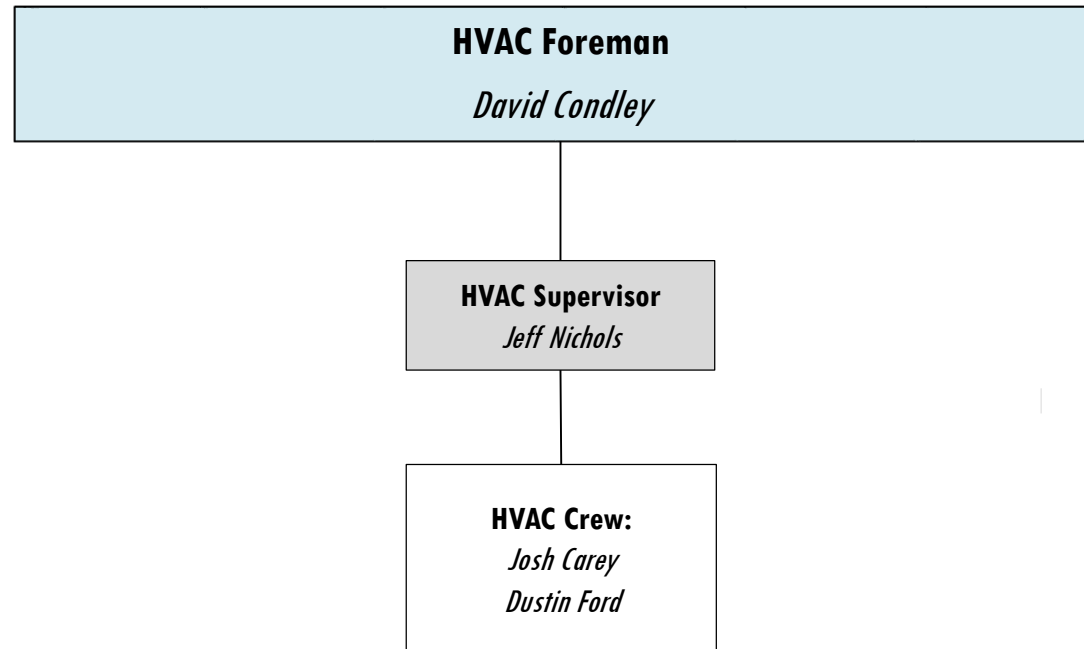 HVAC Foreman
David Condley
HVAC Supervisor
Jeff Nichols
HVAC Crew:
Josh Carey
Dustin Ford